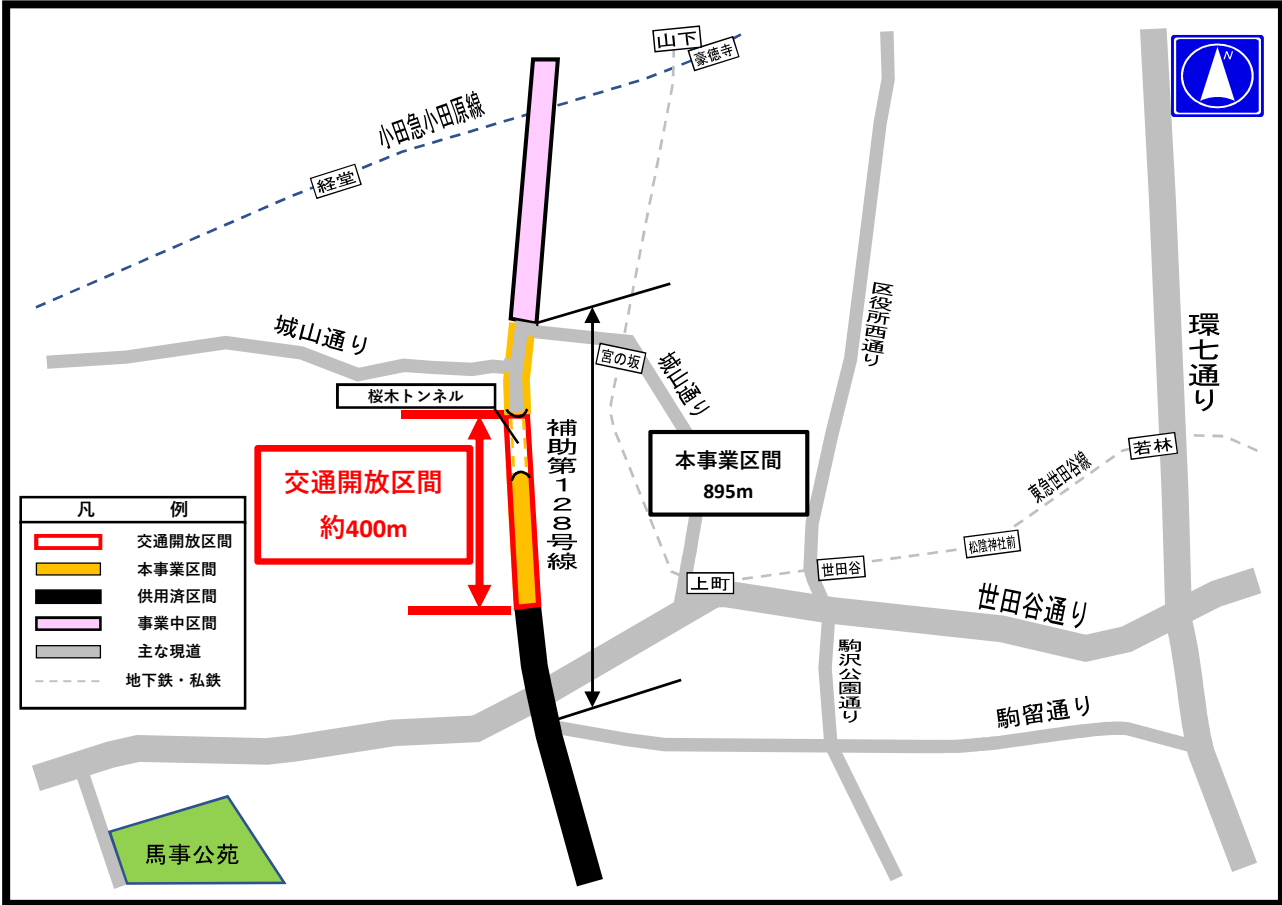 山下
豪徳寺
N
小田急小田原線
経堂
城山通り
宮の坂
城山通り
区役所西通り
環七通り
桜木トンネル
補助第128号線
交通開放区間
約400m
本事業区間
895m
若林
東急世田谷線
松陰神社前
世田谷
上町
世田谷通り
駒沢公園通り
駒留通り
馬事公苑
凡 例
交通開放区間
本事業区間
供用済区間
事業中区間
主な現道
地下鉄・私鉄